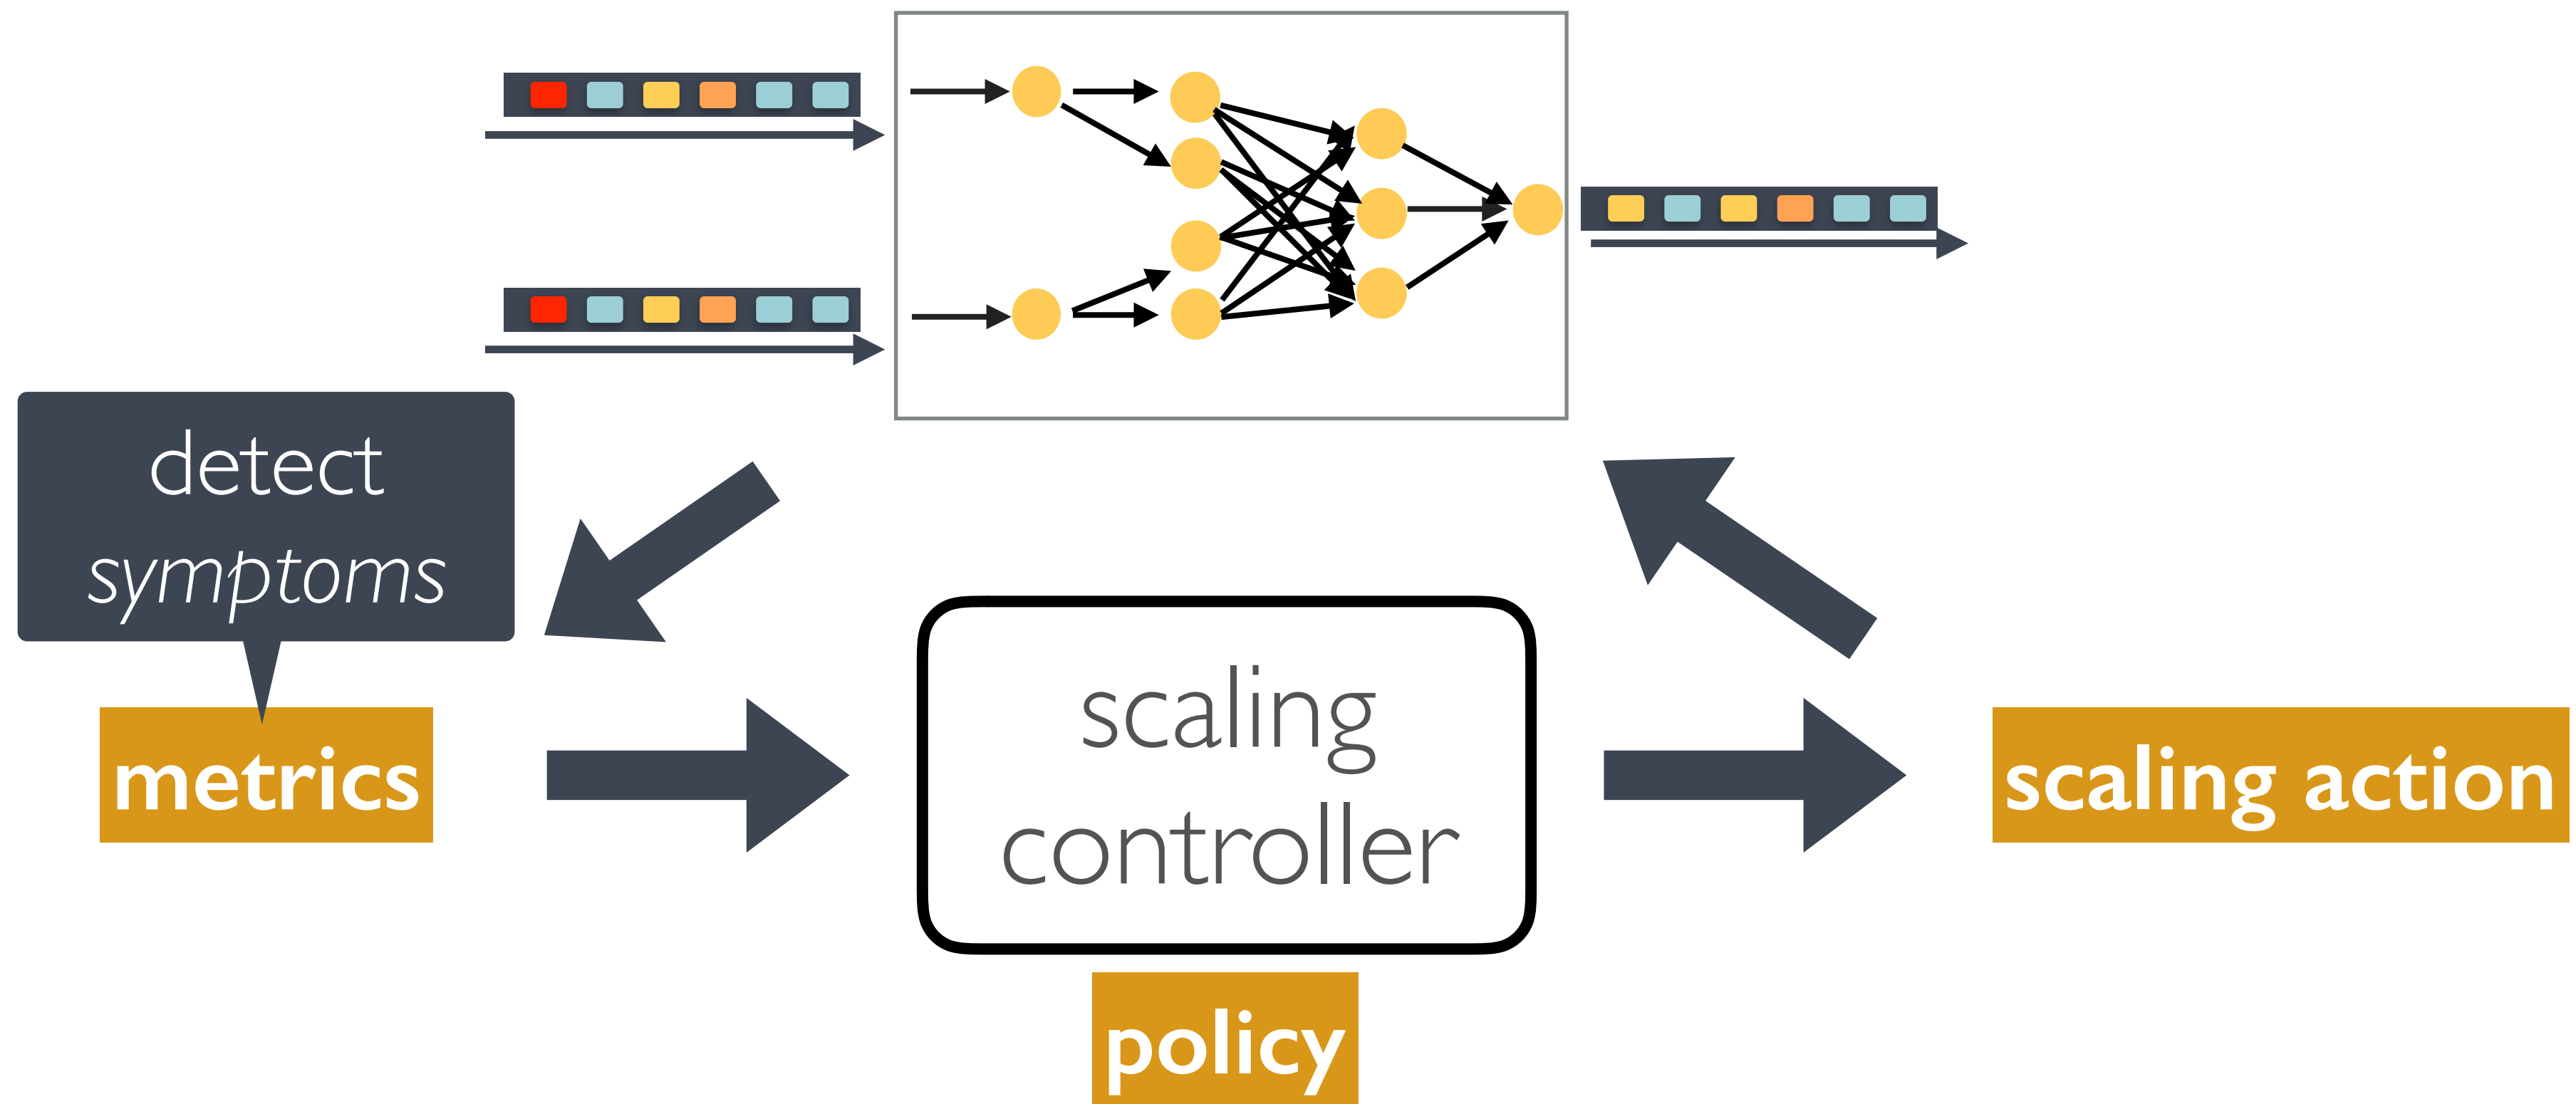 detect
symptoms
metrics
scaling
controller
scaling action
policy